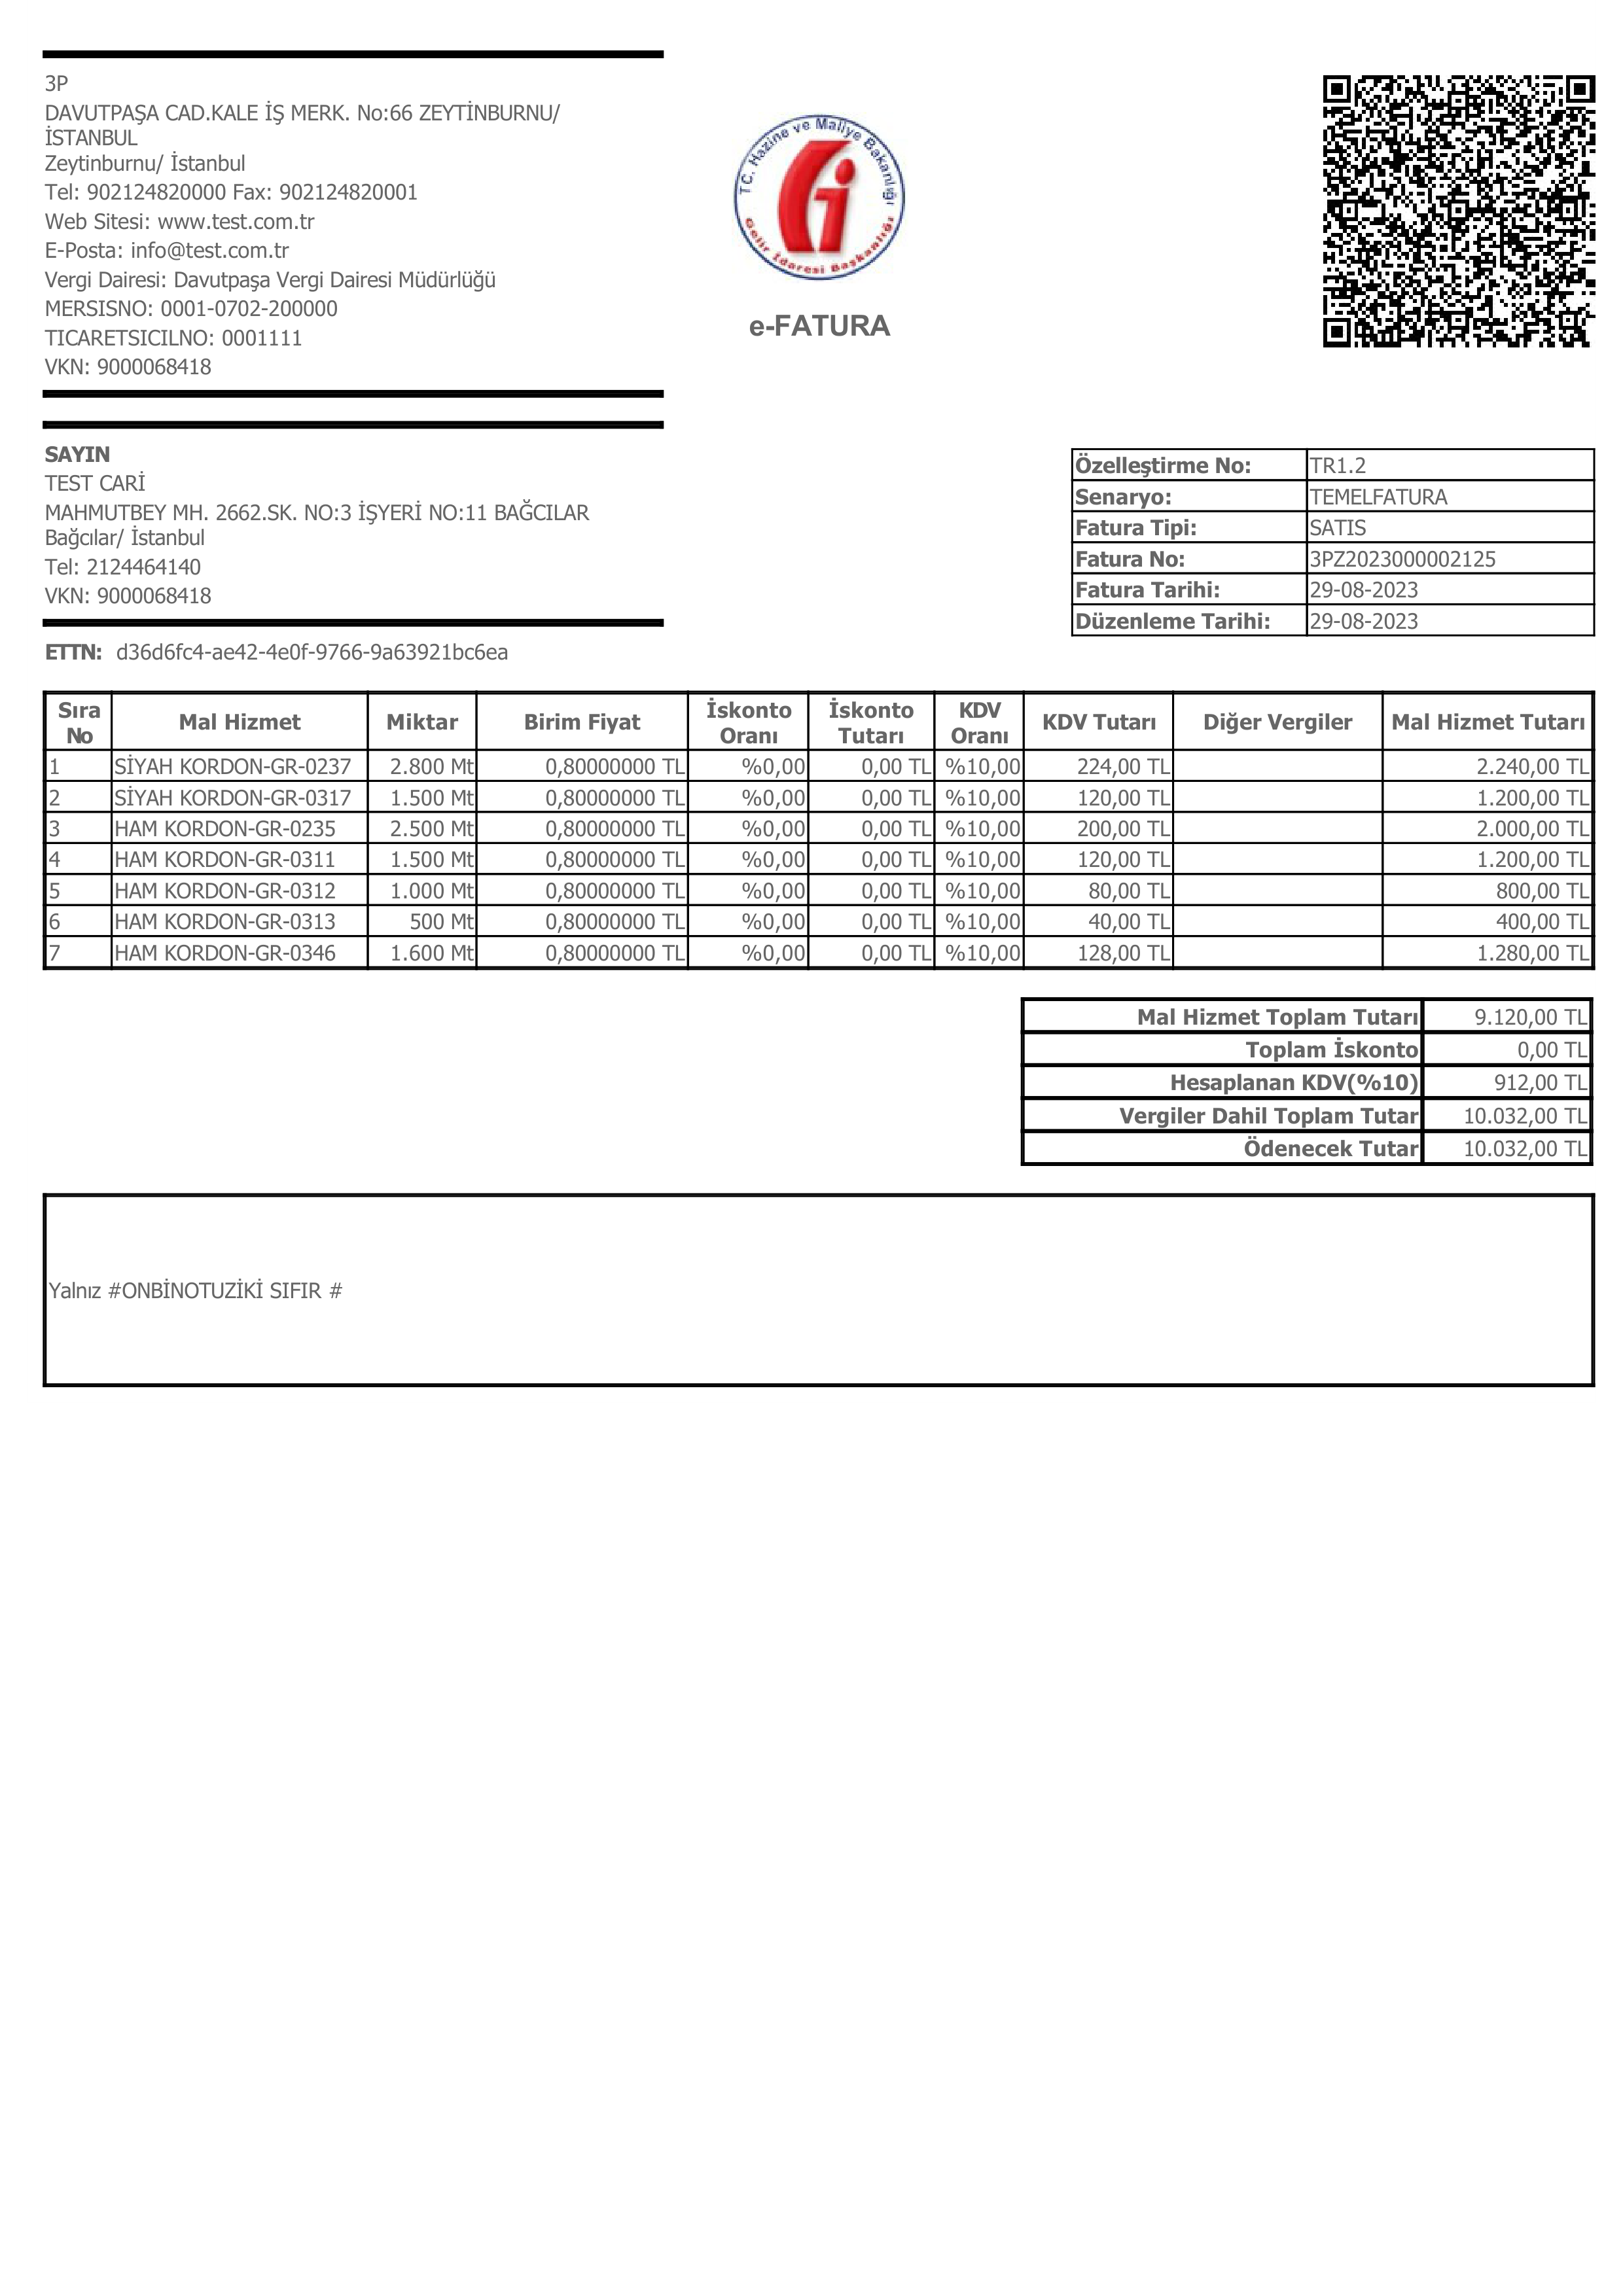 3P
DAVUTPAŞA CAD.KALE İŞ MERK. No:66 ZEYTİNBURNU/
İSTANBUL
Zeytinburnu/ İstanbul
Tel: 902124820000 Fax: 902124820001
Web Sitesi: www.test.com.tr
E-Posta: info@test.com.tr
Vergi Dairesi: Davutpaşa Vergi Dairesi Müdürlüğü
MERSISNO: 0001-0702-200000
TICARETSICILNO: 0001111
VKN: 9000068418
TC. Hazine ve Maliye Bakanlığı
Gelir İdaresi Başkanlığı
e-FATURA
SAYIN
TEST CARİ
MAHMUTBEY MH. 2662.SK. NO:3 İŞYERİ NO:11 BAĞCILAR
Bağcılar/ İstanbul
Tel: 2124464140
VKN: 9000068418
Özelleştirme No: TR1.2
Senaryo: TEMELFATURA
Fatura Tipi: SATIS
Fatura No: 3PZ2023000002125
Fatura Tarihi: 29-08-2023
Düzenleme Tarihi: 29-08-2023
ETTN: d36d6fc4-ae42-4e0f-9766-9a63921bc6ea
Sıra No Mal Hizmet Miktar Birim Fiyat İskonto Oranı İskonto Tutarı KDV Oranı KDV Tutarı Diğer Vergiler Mal Hizmet Tutarı
1 SİYAH KORDON-GR-0237 2.800 Mt 0,80000000 TL %0,00 0,00 TL %10,00 224,00 TL 2.240,00 TL
2 SİYAH KORDON-GR-0317 1.500 Mt 0,80000000 TL %0,00 0,00 TL %10,00 120,00 TL 1.200,00 TL
3 HAM KORDON-GR-0235 2.500 Mt 0,80000000 TL %0,00 0,00 TL %10,00 200,00 TL 2.000,00 TL
4 HAM KORDON-GR-0311 1.500 Mt 0,80000000 TL %0,00 0,00 TL %10,00 120,00 TL 1.200,00 TL
5 HAM KORDON-GR-0312 1.000 Mt 0,80000000 TL %0,00 0,00 TL %10,00 80,00 TL 800,00 TL
6 HAM KORDON-GR-0313 500 Mt 0,80000000 TL %0,00 0,00 TL %10,00 40,00 TL 400,00 TL
7 HAM KORDON-GR-0346 1.600 Mt 0,80000000 TL %0,00 0,00 TL %10,00 128,00 TL 1.280,00 TL
Mal Hizmet Toplam Tutarı 9.120,00 TL
Toplam İskonto 0,00 TL
Hesaplanan KDV(%10) 912,00 TL
Vergiler Dahil Toplam Tutar 10.032,00 TL
Ödenecek Tutar 10.032,00 TL
Yalnız #ONBİNOTUZİKİ SIFIR #